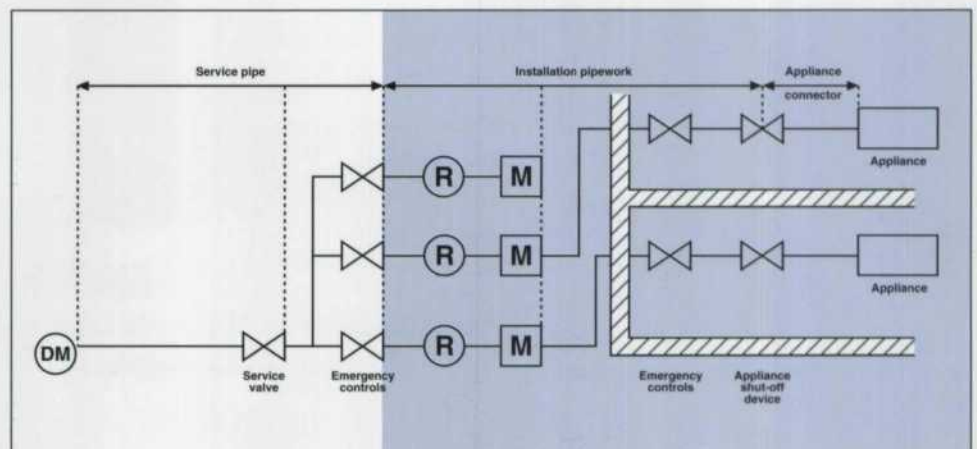 Service pipe
Installation pipework
Appliance
connector
Appliance
R
M
R
M
Appliance
R
M
DM
Service
valve
Emergency
controls
Emergency
controls
Appliance
shut-off
device